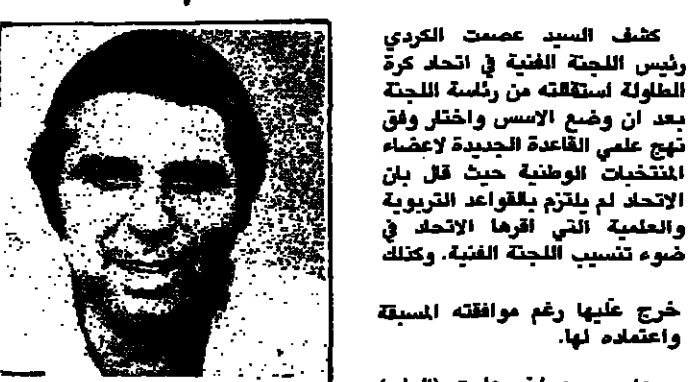 كشف السيد عصمت الكردي
رئيس اللجنة الفنية في اتحاد كرة
الطاولة استقالته من رئاسة اللجنة
بعد ان وضع الاسس واختار وفق
نهج علمي القاعدة الجديدة لاعضاء
المنتخبات الوطنية حيث قال بان
الاتحاد لم يلتزم بالقواعد التربوية
والعلمية التي اقرها الاتحاد في
ضوء تنسيب اللجنة الفنية. وكذلك
خرج عليها رغم موافقته المسبقة
واعتماده لها.